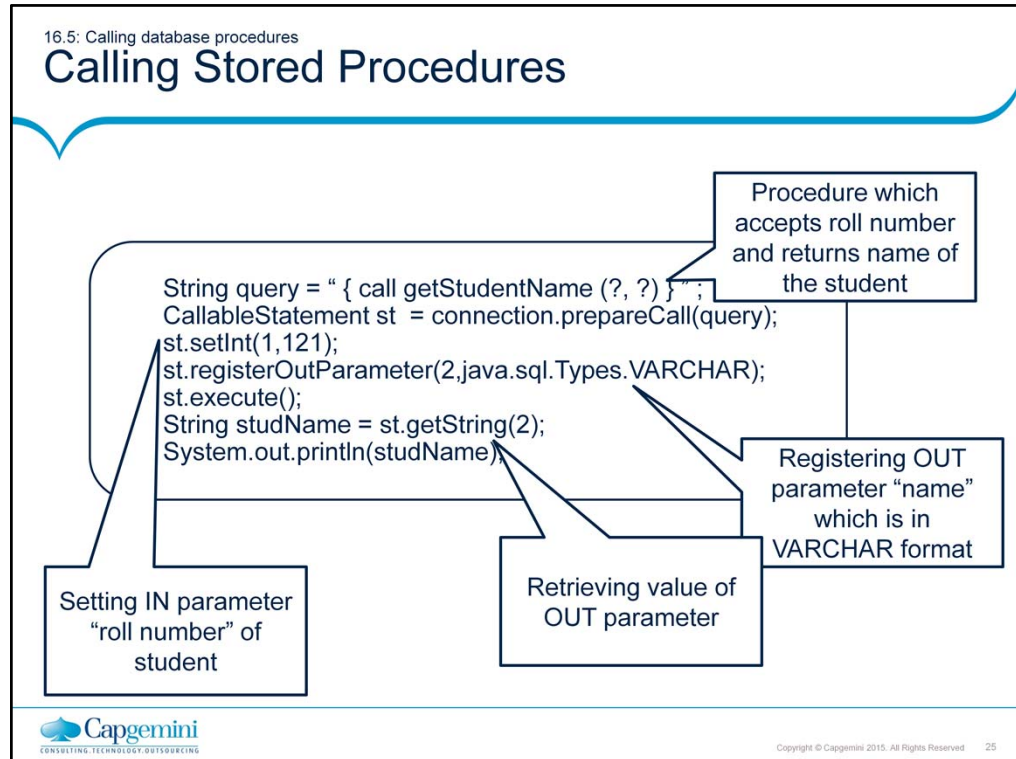 16.5: Calling database procedures
Calling Stored Procedures
Procedure which
accepts roll number
and returns name of
the student
String query = “ { call getStudentName (?, ?) } ” ;
CallableStatement st = connection.prepareCall(query);
st.setInt(1,121);
st.registerOutParameter(2,java.sql.Types.VARCHAR);
st.execute();
String studName = st.getString(2);
System.out.println(studName);
Registering OUT
parameter “name”
which is in
VARCHAR format
Retrieving value of
OUT parameter
Setting IN parameter
“roll number” of
student
Capgemini
CONSULTING.TECHNOLOGY.OUTSOURCING
Copyright © Capgemini 2015. All Rights Reserved 25